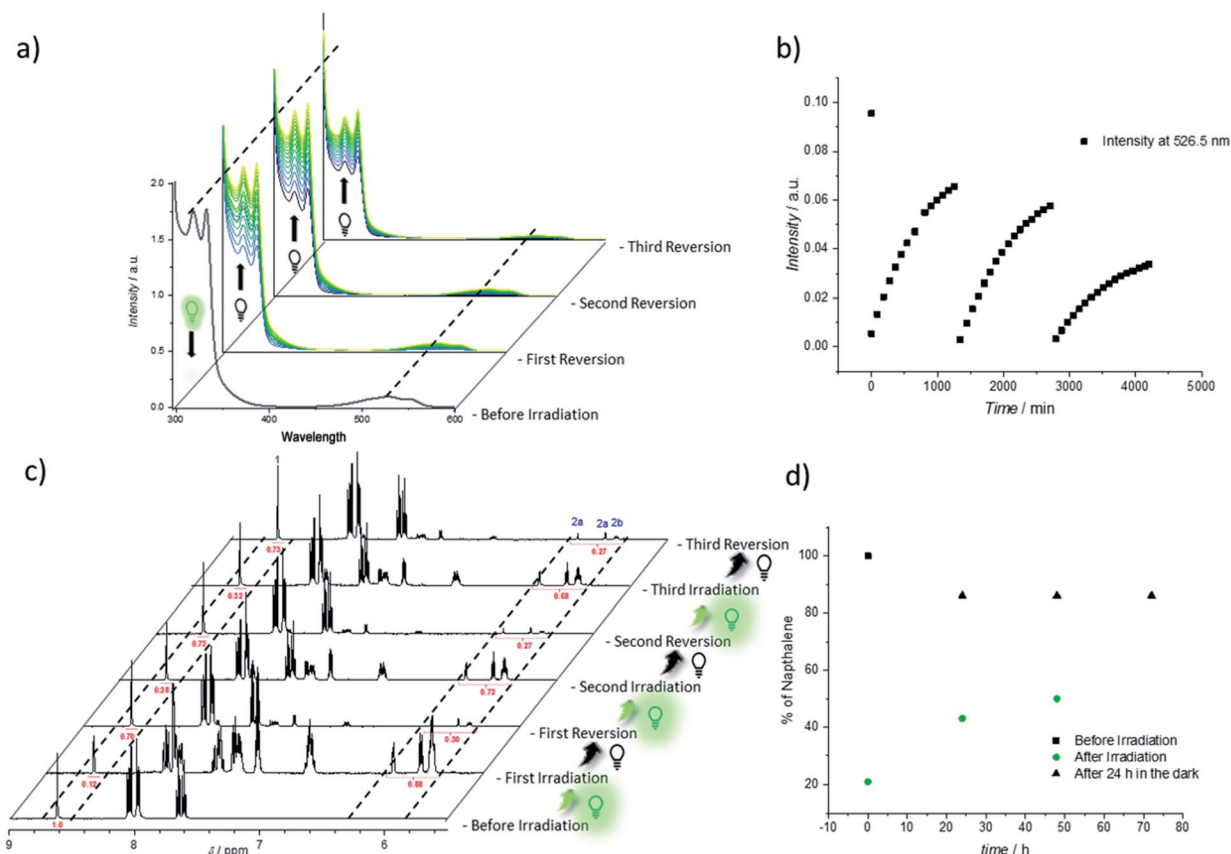 a)
2.0
1.5
1.0
0.5
0.0
Intensity / a.u.
300
400
500
600
Wavelength
- Third Reversion
- Second Reversion
- First Reversion
- Before Irradiation
b)
0.10
0.08
0.06
0.04
0.02
0.00
Intensity / a.u.
Intensity at 526.5 nm
0
1000
2000
3000
4000
5000
Time / min
c)
1
2a
2a
2b
0.73
0.27
- Third Reversion
0.32
0.68
- Third Irradiation
0.73
0.27
- Second Reversion
0.28
0.72
- Second Irradiation
0.70
0.30
- First Reversion
0.12
0.88
- First Irradiation
1.0
- Before Irradiation
9
8
7
6
δ / ppm
d)
100
80
60
40
20
% of Napthalene
Before Irradiation
After Irradiation
After 24 h in the dark
-10
0
10
20
30
40
50
60
70
80
time / h